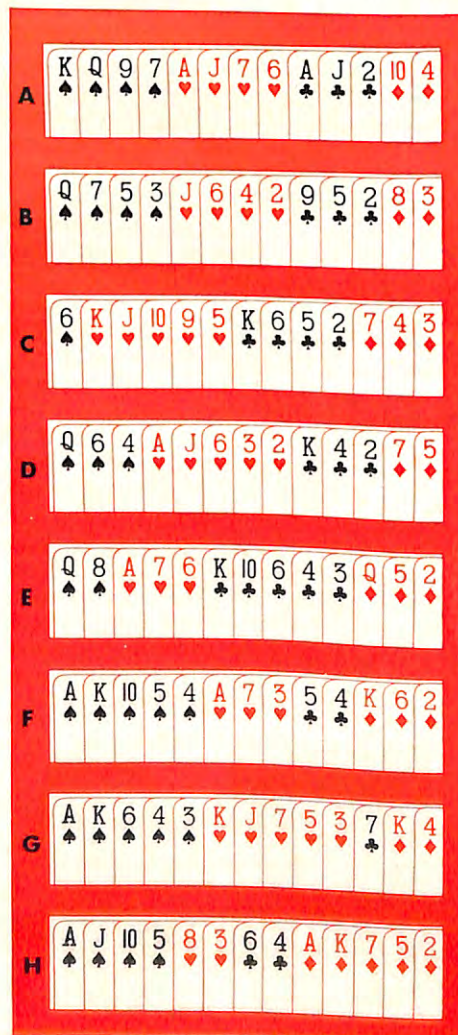 K Q 9 7 A J 7 6 A J 2 10 4
♠ ♠ ♠ ♠ ♥ ♥ ♥ ♥ ♣ ♣ ♣ ♦ ♦
A
Q 7 5 3 J 6 4 2 9 5 2 8 3
♠ ♠ ♠ ♠ ♥ ♥ ♥ ♥ ♣ ♣ ♣ ♦ ♦
B
6 K J 10 9 5 K 6 5 2 7 4 3
♠ ♥ ♥ ♥ ♥ ♥ ♣ ♣ ♣ ♣ ♦ ♦ ♦
C
Q 6 4 A J 6 3 2 K 4 2 7 5
♠ ♠ ♠ ♥ ♥ ♥ ♥ ♥ ♣ ♣ ♣ ♦ ♦
D
Q 8 A 7 6 K 10 6 4 3 Q 5 2
♠ ♠ ♥ ♥ ♥ ♣ ♣ ♣ ♣ ♣ ♦ ♦ ♦
E
A K 10 5 4 A 7 3 5 4 K 6 2
♠ ♠ ♠ ♠ ♠ ♥ ♥ ♥ ♣ ♣ ♦ ♦ ♦
F
A K 6 4 3 K J 7 5 3 7 K 4
♠ ♠ ♠ ♠ ♠ ♥ ♥ ♥ ♥ ♥ ♣ ♦ ♦
G
A J 10 5 8 3 6 4 A K 7 5 2
♠ ♠ ♠ ♠ ♥ ♥ ♣ ♣ ♦ ♦ ♦ ♦ ♦
H